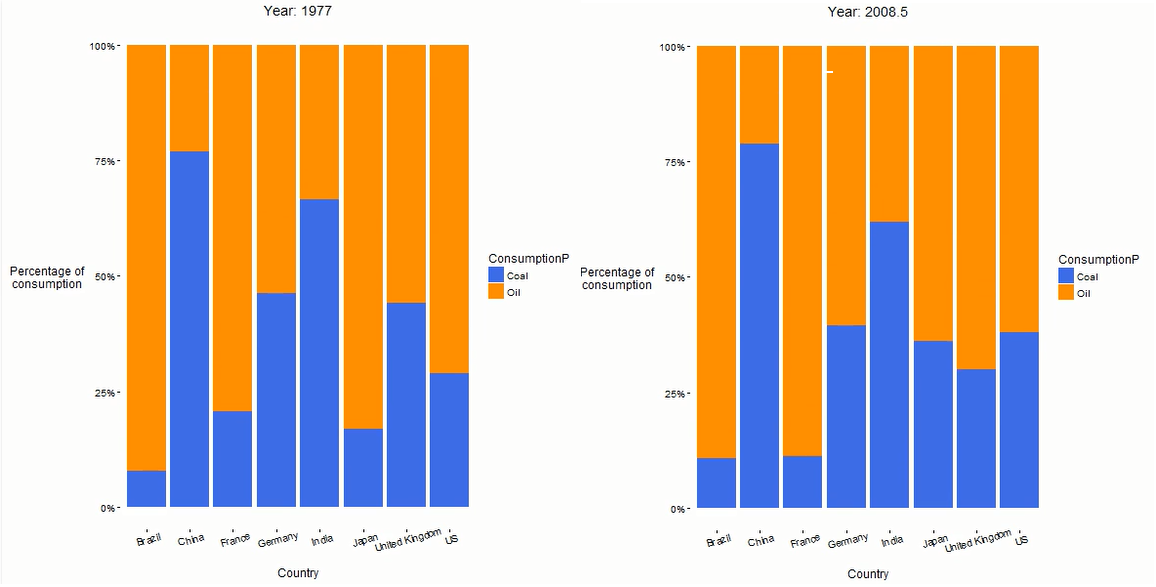 Year: 1977
100%
75%
50%
25%
0%
Percentage of
consumption
ConsumptionP
Coal
Oil
Brazil
China
France
Germany
India
Japan
United Kingdom
US
Country
Year: 2008.5
100%
75%
50%
25%
0%
Percentage of
consumption
ConsumptionP
Coal
Oil
Brazil
China
France
Germany
India
Japan
United Kingdom
US
Country